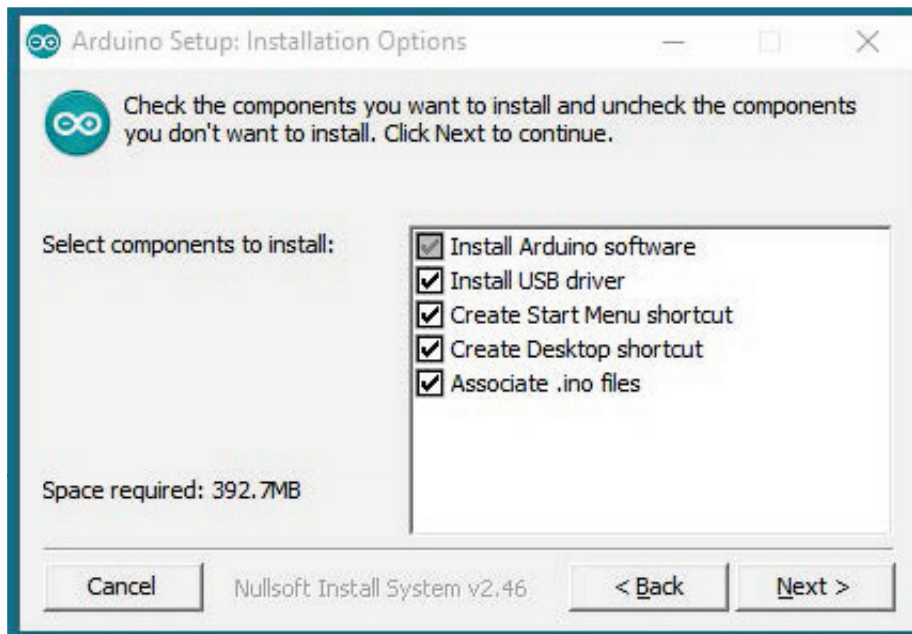 Arduino Setup: Installation Options
Check the components you want to install and uncheck the components
you don't want to install. Click Next to continue.
Select components to install:
Install Arduino software
Install USB driver
Create Start Menu shortcut
Create Desktop shortcut
Associate .ino files
Space required: 392.7MB
Cancel
Nullsoft Install System v2.46
< Back
Next >